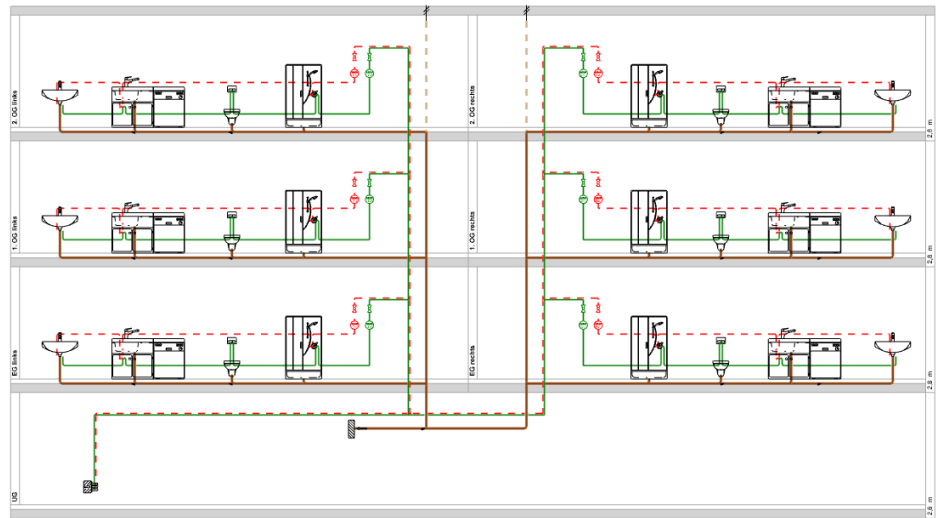 2. OG links
2. OG rechts
2,8 m
1. OG links
1. OG rechts
2,8 m
EG links
EG rechts
2,8 m
UG
2,8 m